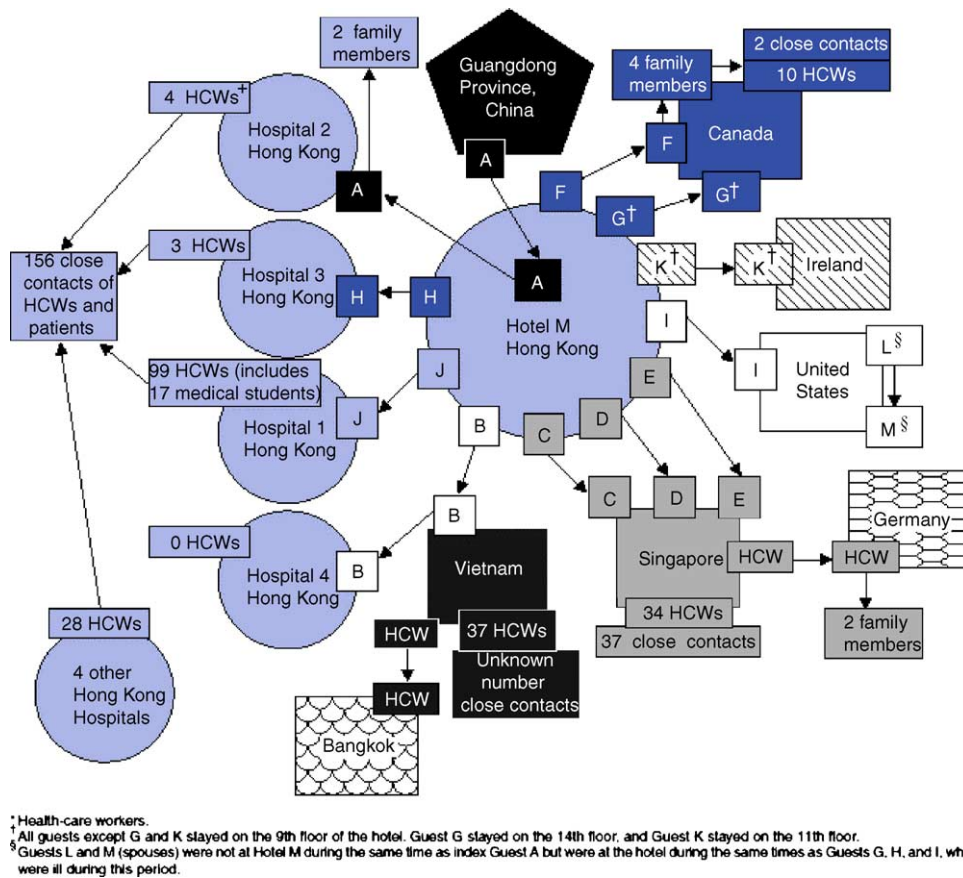 2 family
members
Guangdong
Province,
China
A
4 family
members
2 close contacts
10 HCWs
Canada
F
F
G†
G†
4 HCWs+
Hospital 2
Hong Kong
A
A
Hotel M
Hong Kong
K†
K†
Ireland
3 HCWs
Hospital 3
Hong Kong
H
H
156 close
contacts of
HCWs and
patients
I
I
United
States
L§
M§
99 HCWs (includes
17 medical students)
Hospital 1
Hong Kong
J
J
B
C
D
E
C
D
E
Singapore
HCW
34 HCWs
37 close contacts
Germany
HCW
2 family
members
0 HCWs
Hospital 4
Hong Kong
B
B
Vietnam
HCW
37 HCWs
Unknown
number
close contacts
HCW
Bangkok
28 HCWs
4 other
Hong Kong
Hospitals
* Health-care workers.
† All guests except G and K stayed on the 9th floor of the hotel. Guest G stayed on the 14th floor, and Guest K stayed on the 11th floor.
§ Guests L and M (spouses) were not at Hotel M during the same time as index Guest A but were at the hotel during the same times as Guests G, H, and I, wh
were ill during this period.